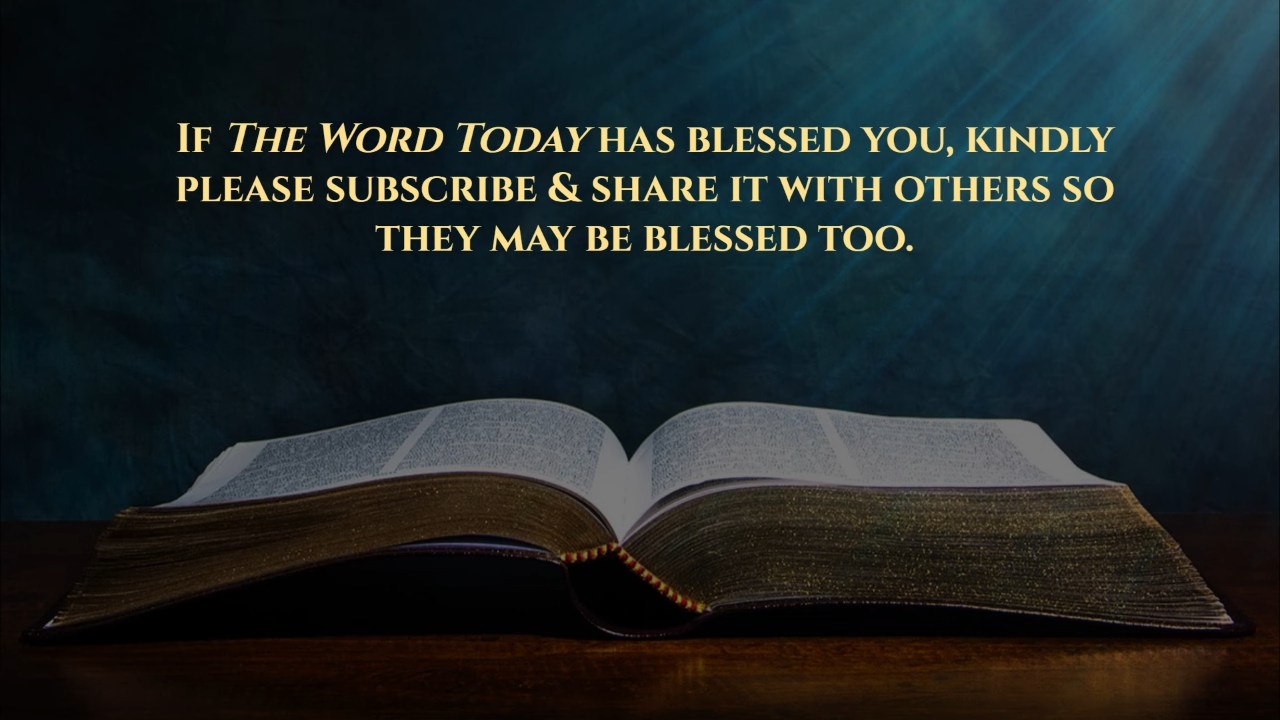 If The Word Today has blessed you, kindly
please subscribe & share it with others so
they may be blessed too.